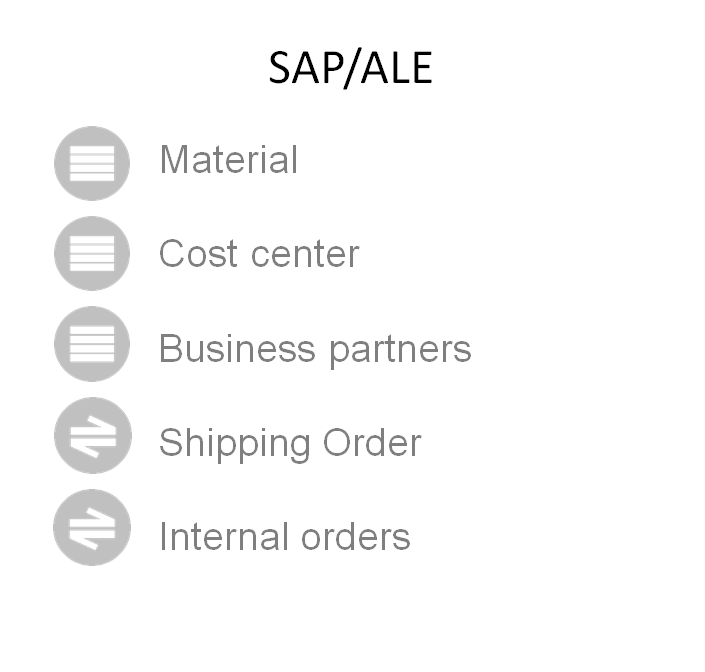 SAP/ALE
Material
Cost center
Business partners
Shipping Order
Internal orders